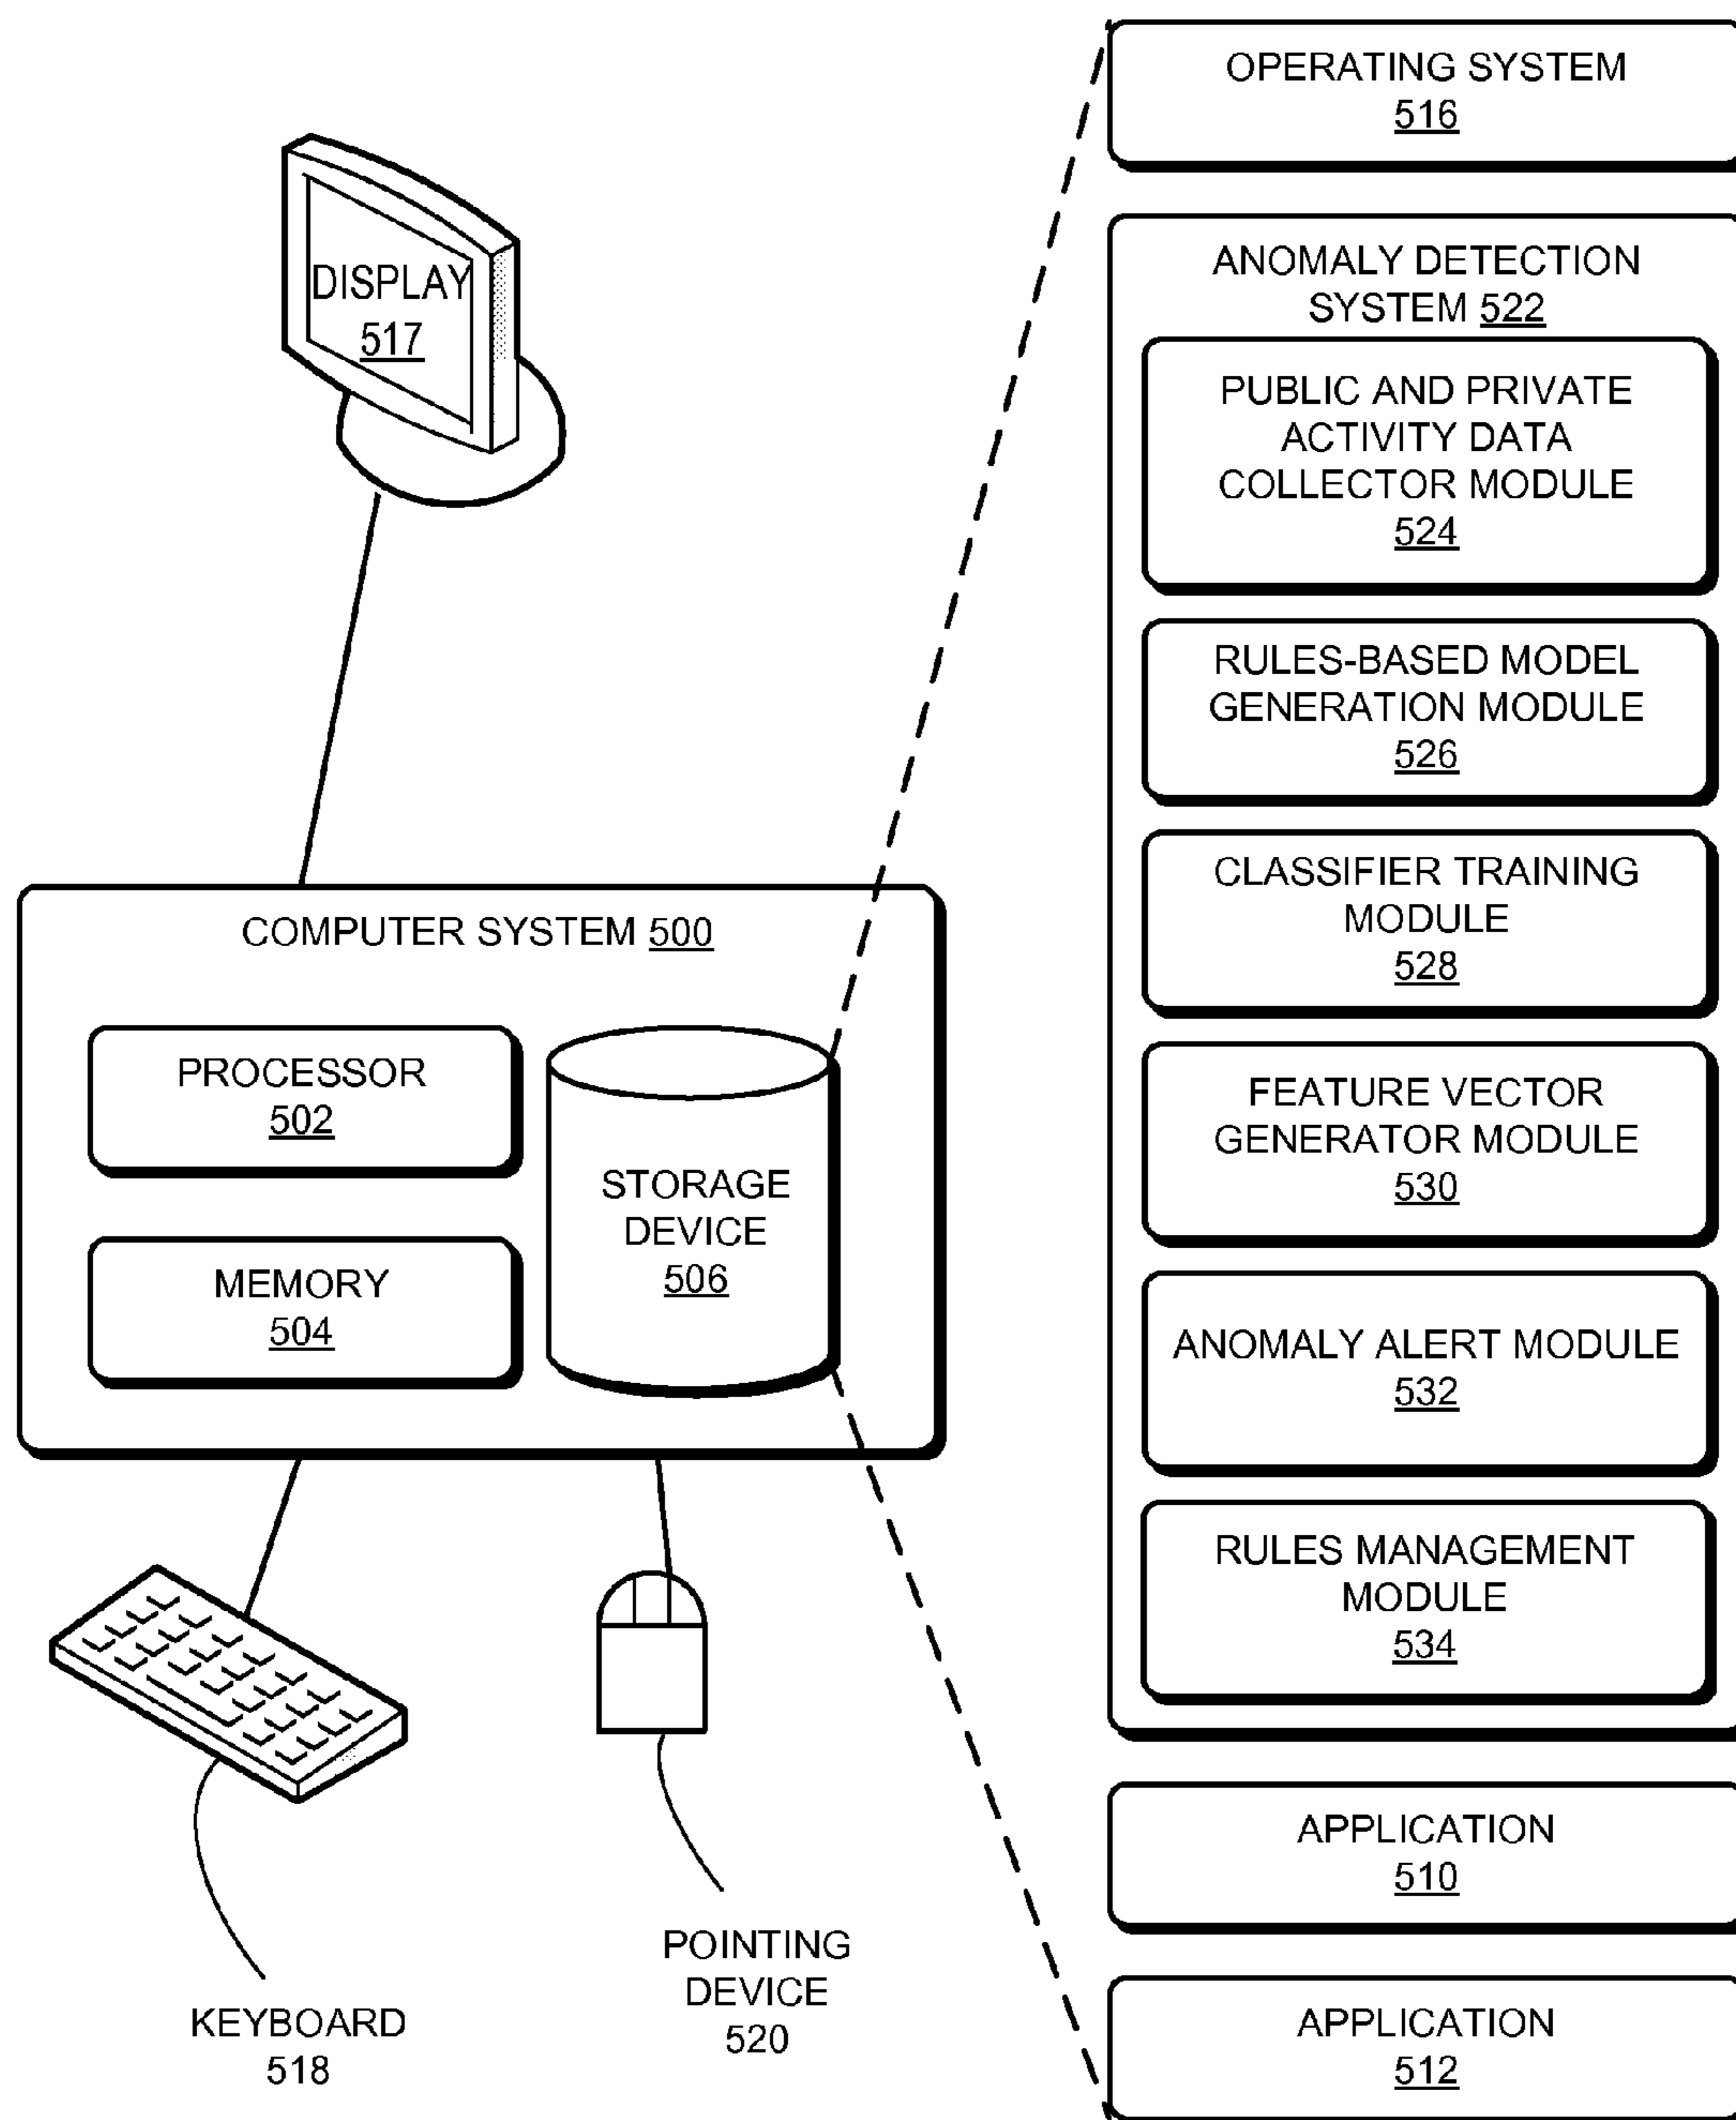 DISPLAY
517
COMPUTER SYSTEM 500
PROCESSOR
502
MEMORY
504
STORAGE
DEVICE
506
KEYBOARD
518
POINTING
DEVICE
520
OPERATING SYSTEM
516
ANOMALY DETECTION
SYSTEM 522
PUBLIC AND PRIVATE
ACTIVITY DATA
COLLECTOR MODULE
524
RULES-BASED MODEL
GENERATION MODULE
526
CLASSIFIER TRAINING
MODULE
528
FEATURE VECTOR
GENERATOR MODULE
530
ANOMALY ALERT MODULE
532
RULES MANAGEMENT
MODULE
534
APPLICATION
510
APPLICATION
512